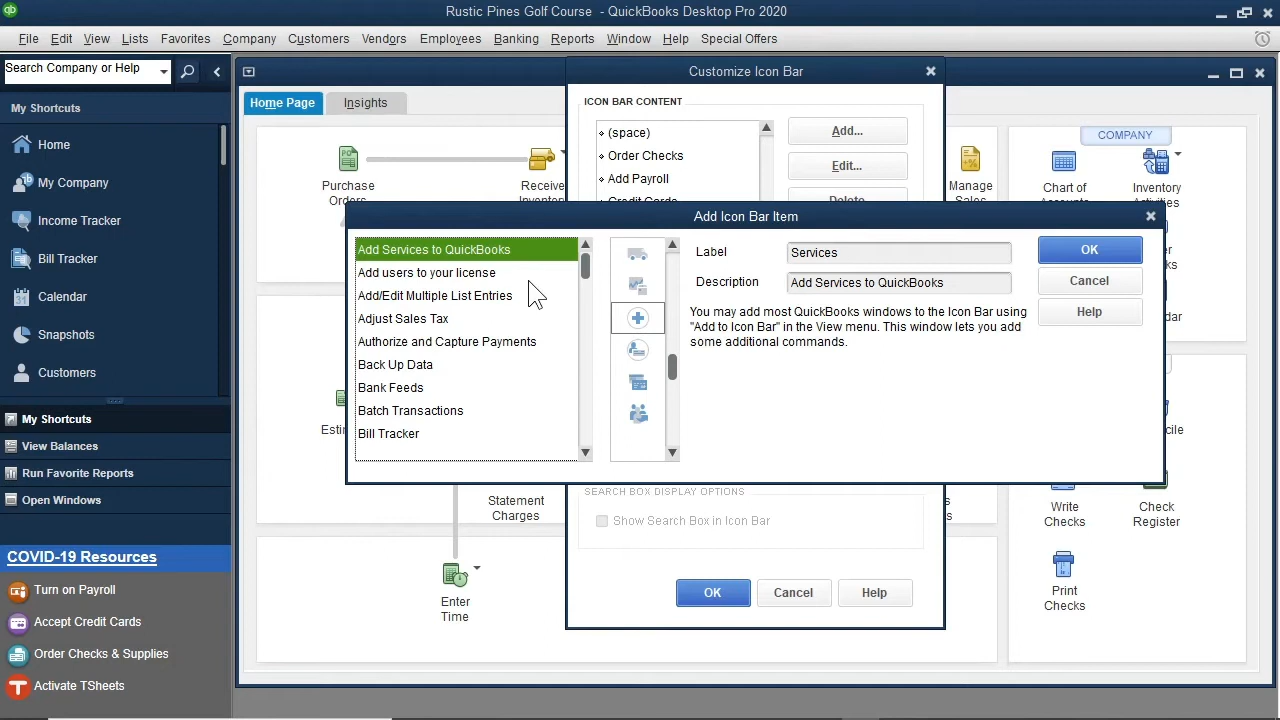 Rustic Pines Golf Course - QuickBooks Desktop Pro 2020
File Edit View Lists Favorites Company Customers Vendors Employees Banking Reports Window Help Special Offers
Search Company or Help
My Shortcuts
Home
My Company
Income Tracker
Bill Tracker
Calendar
Snapshots
Customers
My Shortcuts
View Balances
Run Favorite Reports
Open Windows
COVID-19 Resources
Turn on Payroll
Accept Credit Cards
Order Checks & Supplies
Activate TSheets
Home Page
Insights
Purchase
Orders
Receive
Enter
Time
Statement
Charges
Manage
Sales
COMPANY
Chart of
Inventory
Activities
Write
Checks
Check
Register
Print
Checks
Customize Icon Bar
ICON BAR CONTENT
(space)
Order Checks
Add Payroll
Credit Cards
Add...
Edit...
Delete
SEARCH BOX DISPLAY OPTIONS
Show Search Box in Icon Bar
OK
Cancel
Help
Add Icon Bar Item
Add Services to QuickBooks
Add users to your license
Add/Edit Multiple List Entries
Adjust Sales Tax
Authorize and Capture Payments
Back Up Data
Bank Feeds
Batch Transactions
Bill Tracker
Label
Services
Description
Add Services to QuickBooks
You may add most QuickBooks windows to the Icon Bar using
"Add to Icon Bar" in the View menu. This window lets you add
some additional commands.
OK
Cancel
Help